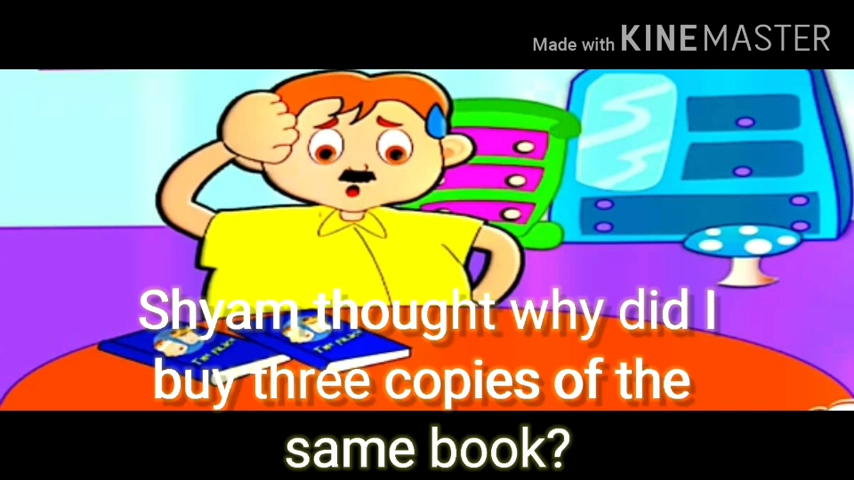 Made with KINEMASTER
Shyam thought why did I
buy three copies of the
same book?